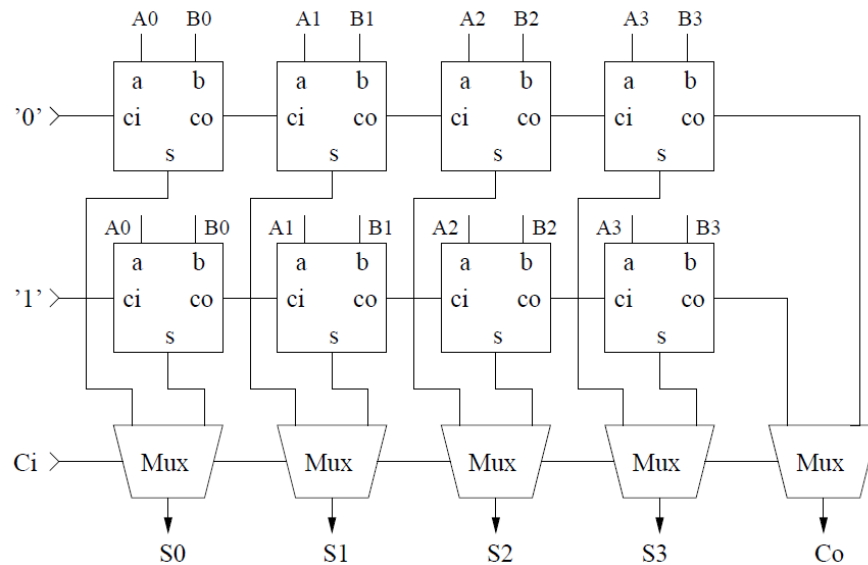 A0 B0 A1 B1 A2 B2 A3 B3
a b a b a b a b
'0' ci co ci co ci co ci co
s s s s
A0 B0 A1 B1 A2 B2 A3 B3
a b a b a b a b
'1' ci co ci co ci co ci co
s s s s
Ci Mux Mux Mux Mux Mux
S0 S1 S2 S3 Co